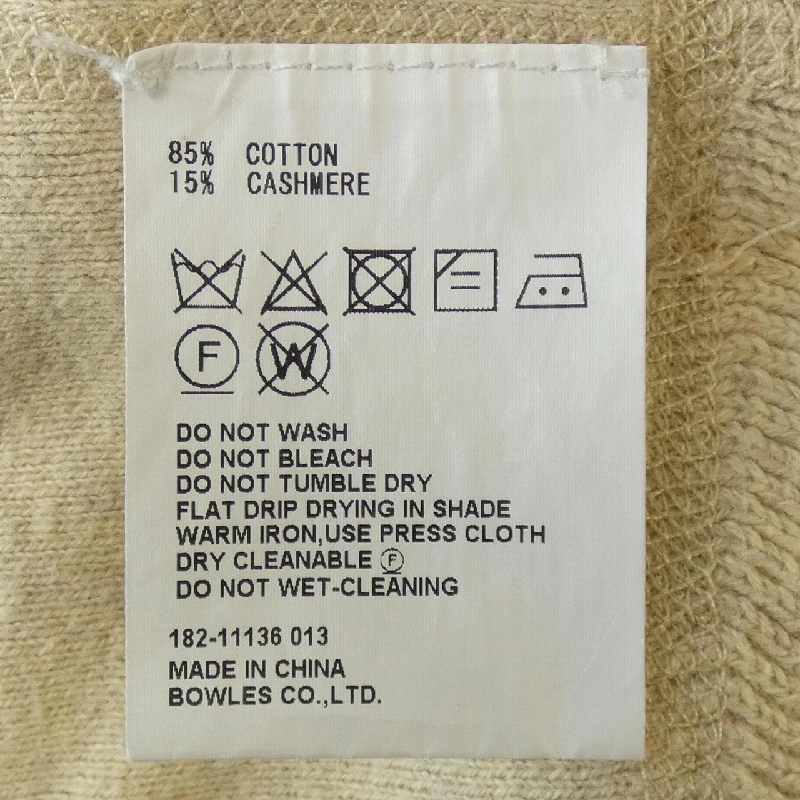 85% COTTON
15% CASHMERE
F W
DO NOT WASH
DO NOT BLEACH
DO NOT TUMBLE DRY
FLAT DRIP DRYING IN SHADE
WARM IRON,USE PRESS CLOTH
DRY CLEANABLE Ⓕ
DO NOT WET-CLEANING
182-11136 013
MADE IN CHINA
BOWLES CO.,LTD.